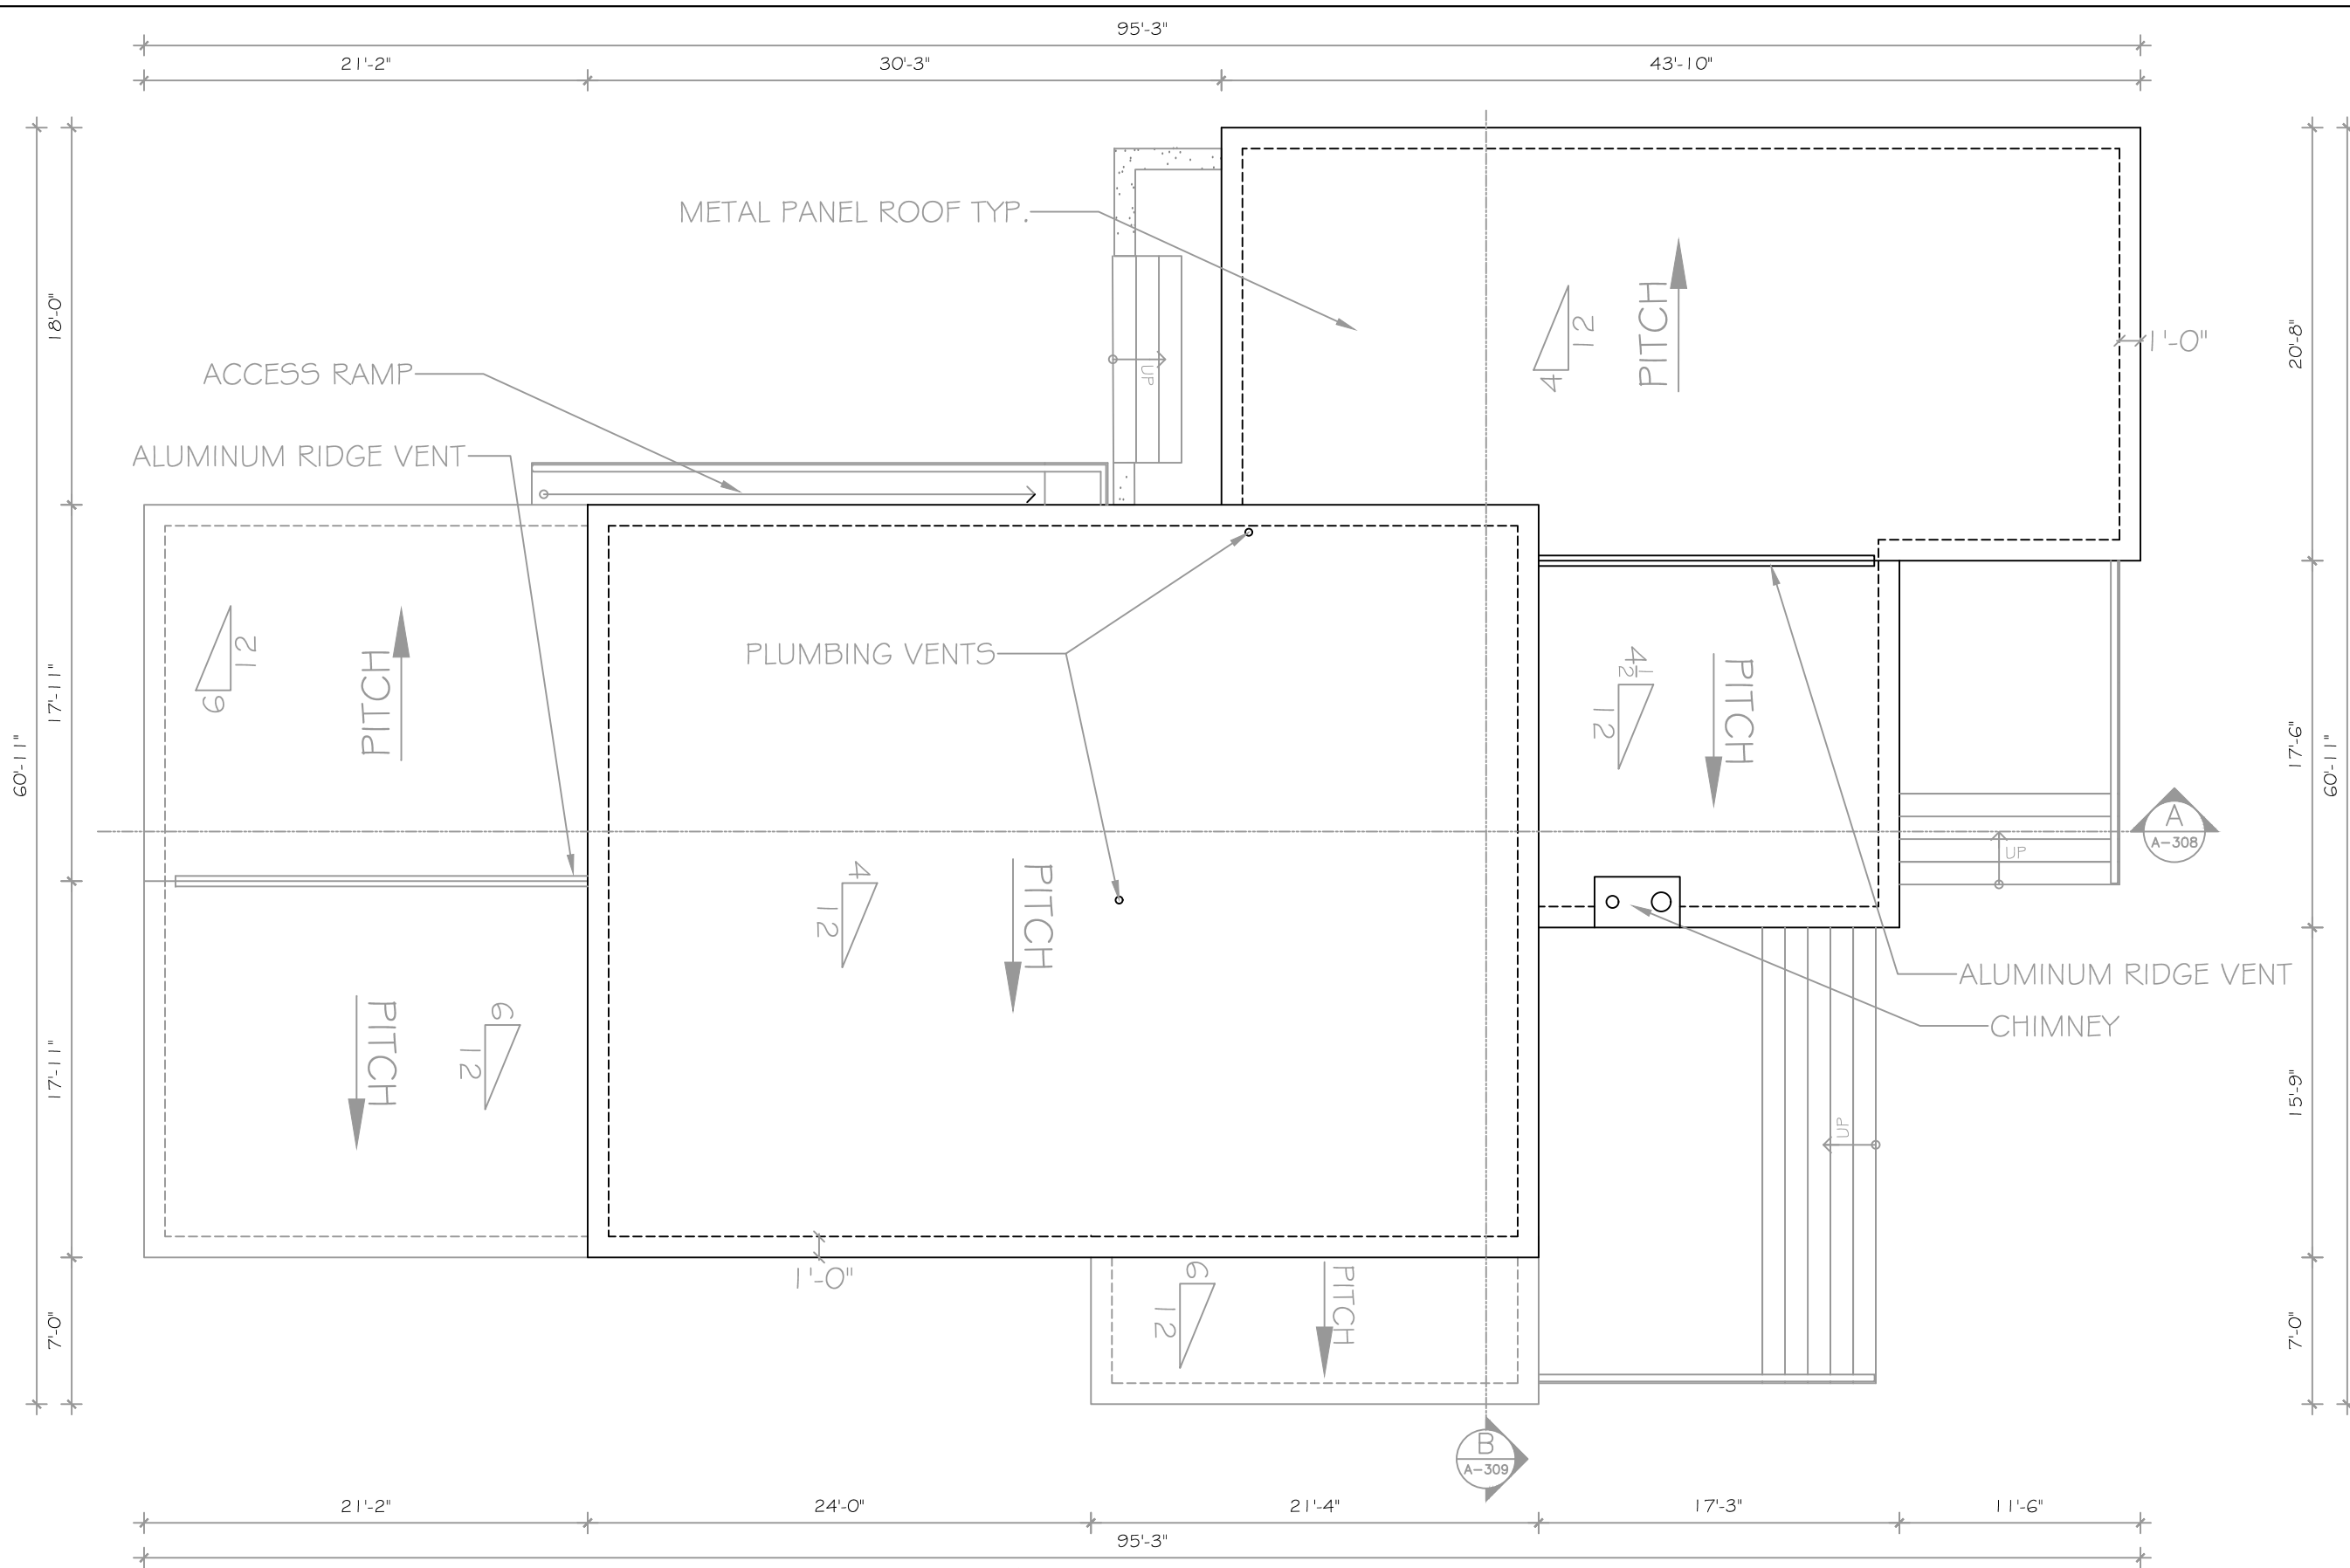 95'-3"
21'-2"
30'-3"
43'-10"
METAL PANEL ROOF TYP.
18'-0"
12
4
PITCH
1'-0"
20'-8"
UP
ACCESS RAMP
ALUMINUM RIDGE VENT
60'-11"
17'-11"
12
6
PITCH
PLUMBING VENTS
4 1/2
12
PITCH
17'-6"
60'-11"
A
A-308
UP
4
12
PITCH
ALUMINUM RIDGE VENT
CHIMNEY
17'-11"
PITCH
6
12
15'-9"
UP
1'-0"
7'-0"
6
12
PITCH
7'-0"
B
A-309
21'-2"
24'-0"
21'-4"
17'-3"
11'-6"
95'-3"